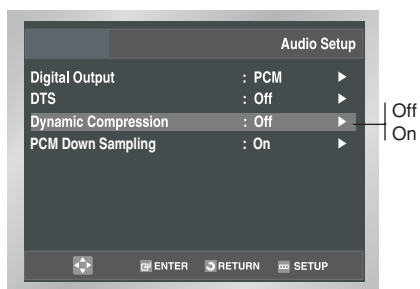 Audio Setup
Digital Output : PCM
DTS : Off
Dynamic Compression : Off
PCM Down Sampling : On
Off
On
ENTER RETURN SETUP